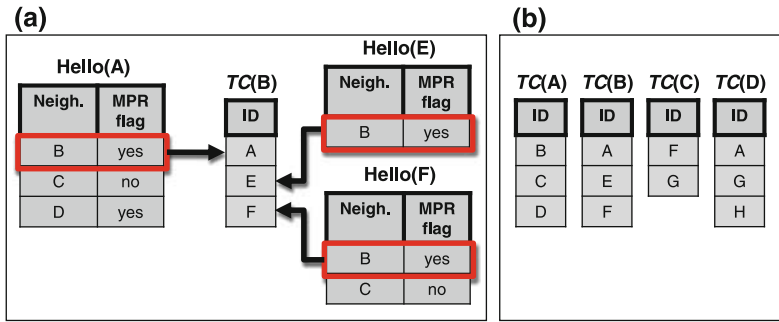 (a)
Hello(A)
Neigh. MPR flag
B yes
C no
D yes
TC(B)
ID
A
E
F
Hello(E)
Neigh. MPR flag
B yes
Hello(F)
Neigh. MPR flag
B yes
C no
(b)
TC(A) TC(B) TC(C) TC(D)
ID ID ID ID
B A F A
C E G G
D F H